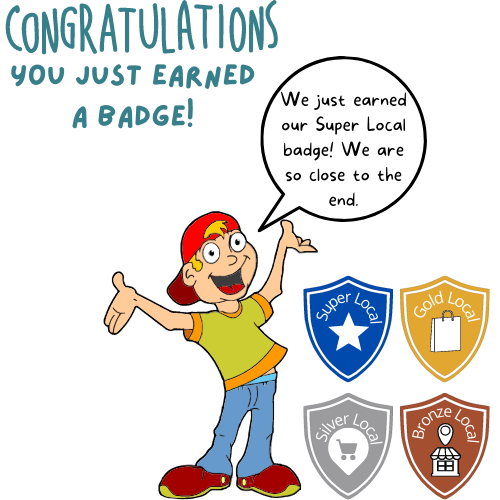 CONGRATULATIONS
YOU JUST EARNED
A BADGE!
We just earned
our Super Local
badge! We are
so close to the
end.
Super Local
Gold Local
Silver Local
Bronze Local